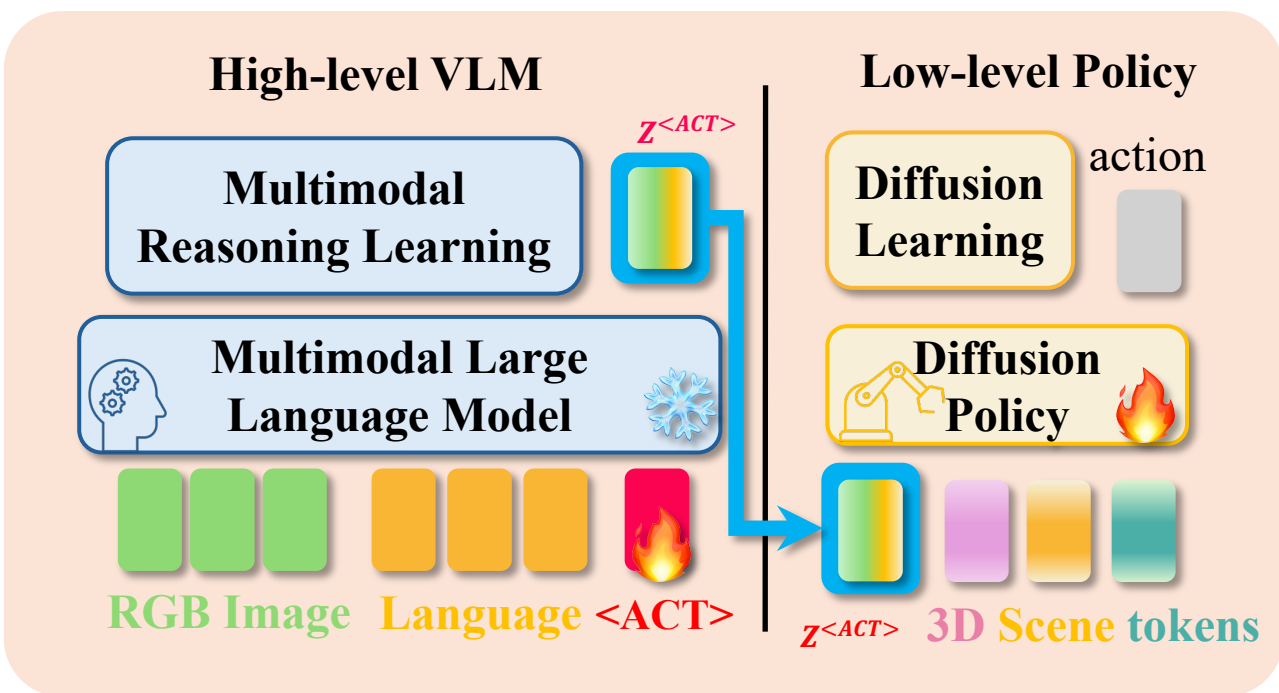 High-level VLM
Z<ACT>
Multimodal
Reasoning Learning
Multimodal Large
Language Model
RGB Image
Language
<ACT>
Low-level Policy
Diffusion
Learning
action
Diffusion
Policy
Z<ACT>
3D Scene tokens